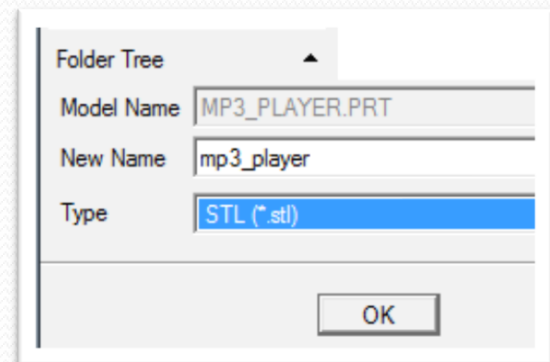 Folder Tree
Model Name MP3_PLAYER.PRT
New Name mp3_player
Type STL (*.stl)
OK